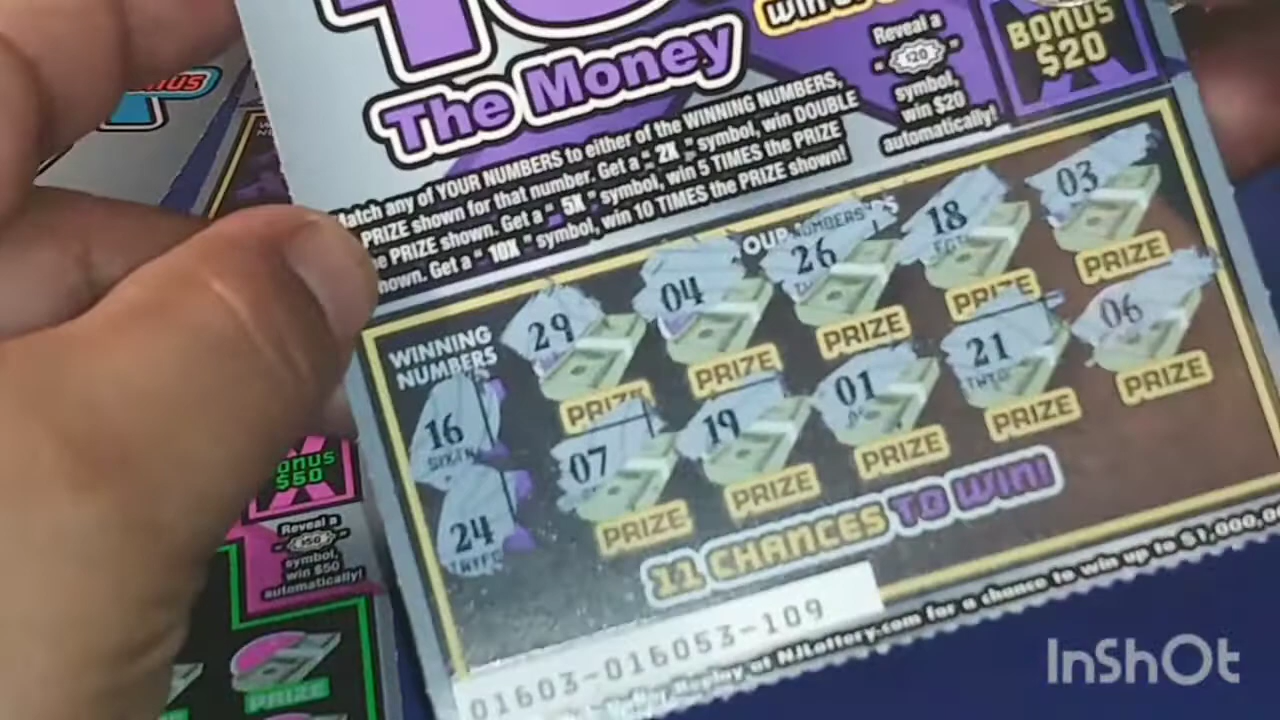 The Money
Reveal a
$20
symbol,
win $20
automatically!
BONUS
$20
Match any of YOUR NUMBERS to either of the WINNING NUMBERS,
PRIZE shown for that number. Get a "2X" symbol, win DOUBLE
the PRIZE shown. Get a "5X" symbol, win 5 TIMES the PRIZE
shown. Get a "10X" symbol, win 10 TIMES the PRIZE shown!
WINNING
NUMBERS
16
24
YOUR NUMBERS
29 04 26 18 03
PRIZE PRIZE PRIZE PRIZE PRIZE
07 19 01 21 06
PRIZE PRIZE PRIZE PRIZE PRIZE
11 CHANCES TO WIN!
01603-016053-109
Replay at NJLottery.com for a chance to win up to $1,000,0
BONUS
$50
Reveal a
$50
symbol,
win $50
automatically!
PRIZE
InShOt